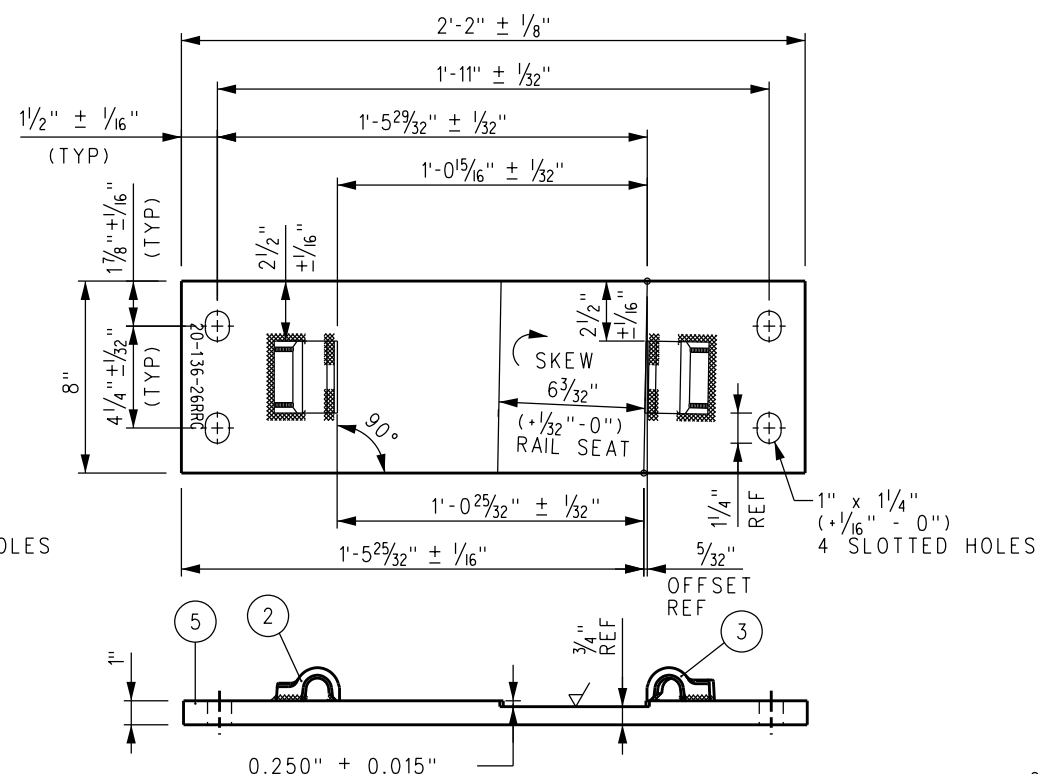 2'-2" ± 1/8"
1'-11" ± 1/32"
1 1/2" ± 1/16"
(TYP)
1'-5 29/32" ± 1/32"
1'-0 15/16" ± 1/32"
1 7/8" ± 1/16"
(TYP)
2 1/2"
± 1/16"
2 1/2"
± 1/16"
8"
4 1/4" ± 1/32"
(TYP)
20-136-26RRC
SKEW
6 3/32"
(+1/32" - 0")
RAIL SEAT
90°
1'-0 25/32" ± 1/32"
1 1/4"
REF
1" x 1 1/4"
(+1/16" - 0")
4 SLOTTED HOLES
OLES
1'-5 25/32" ± 1/16"
5/32"
OFFSET
REF
5
2
3/4"
REF
3
1"
0.250" + 0.015"